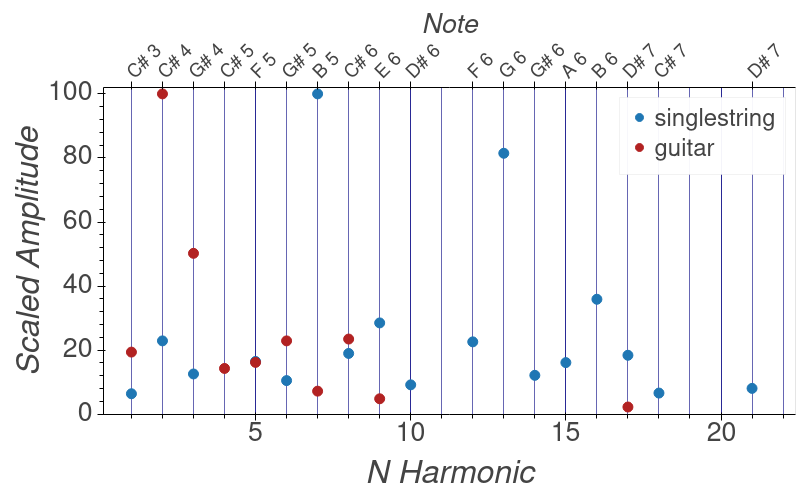 Note
C# 3 C# 4 G# 4 C# 5 F 5 G# 5 B 5 C# 6 E 6 D# 6 F 6 G 6 G# 6 A 6 B 6 D# 7 C# 7 D# 7
100
80
60
40
20
0
Scaled Amplitude
singlestring
guitar
5 10 15 20
N Harmonic